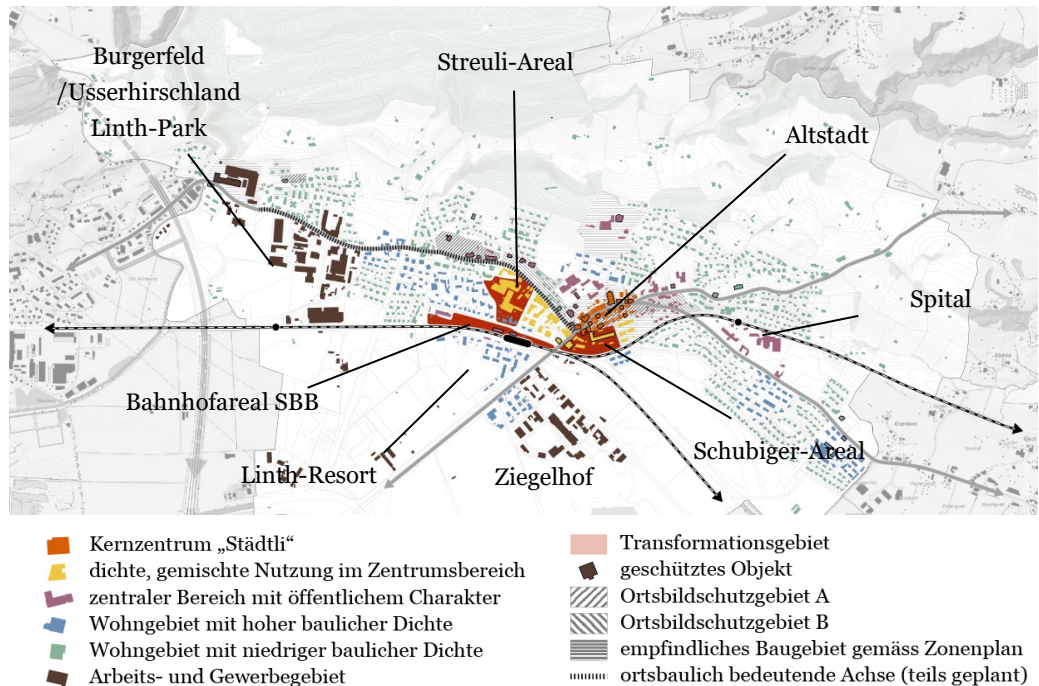 Burgerfeld
/Usserhirschland
Linth-Park
Streuli-Areal
Altstadt
Spital
Bahnhofareal SBB
Linth-Resort
Ziegelhof
Schubiger-Areal
Kernzentrum „Städtli“
dichte, gemischte Nutzung im Zentrumsbereich
zentraler Bereich mit öffentlichem Charakter
Wohngebiet mit hoher baulicher Dichte
Wohngebiet mit niedriger baulicher Dichte
Arbeits- und Gewerbegebiet
Transformationsgebiet
geschütztes Objekt
Ortsbildschutzgebiet A
Ortsbildschutzgebiet B
empfindliches Baugebiet gemäss Zonenplan
ortsbaulich bedeutende Achse (teils geplant)